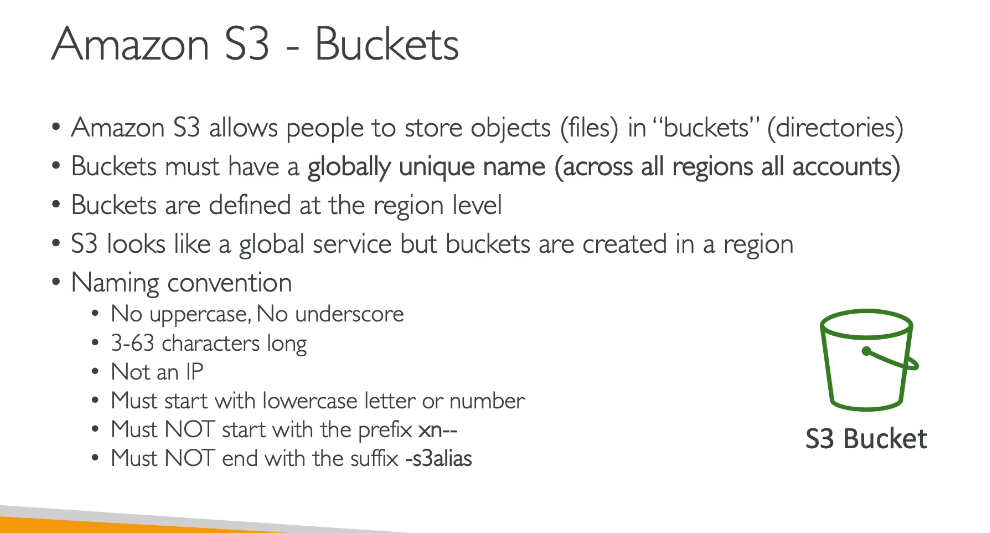 Amazon S3 - Buckets
• Amazon S3 allows people to store objects (files) in “buckets” (directories)
• Buckets must have a globally unique name (across all regions all accounts)
• Buckets are defined at the region level
• S3 looks like a global service but buckets are created in a region
• Naming convention
• No uppercase, No underscore
• 3-63 characters long
• Not an IP
• Must start with lowercase letter or number
• Must NOT start with the prefix xn--
• Must NOT end with the suffix -s3alias
S3 Bucket